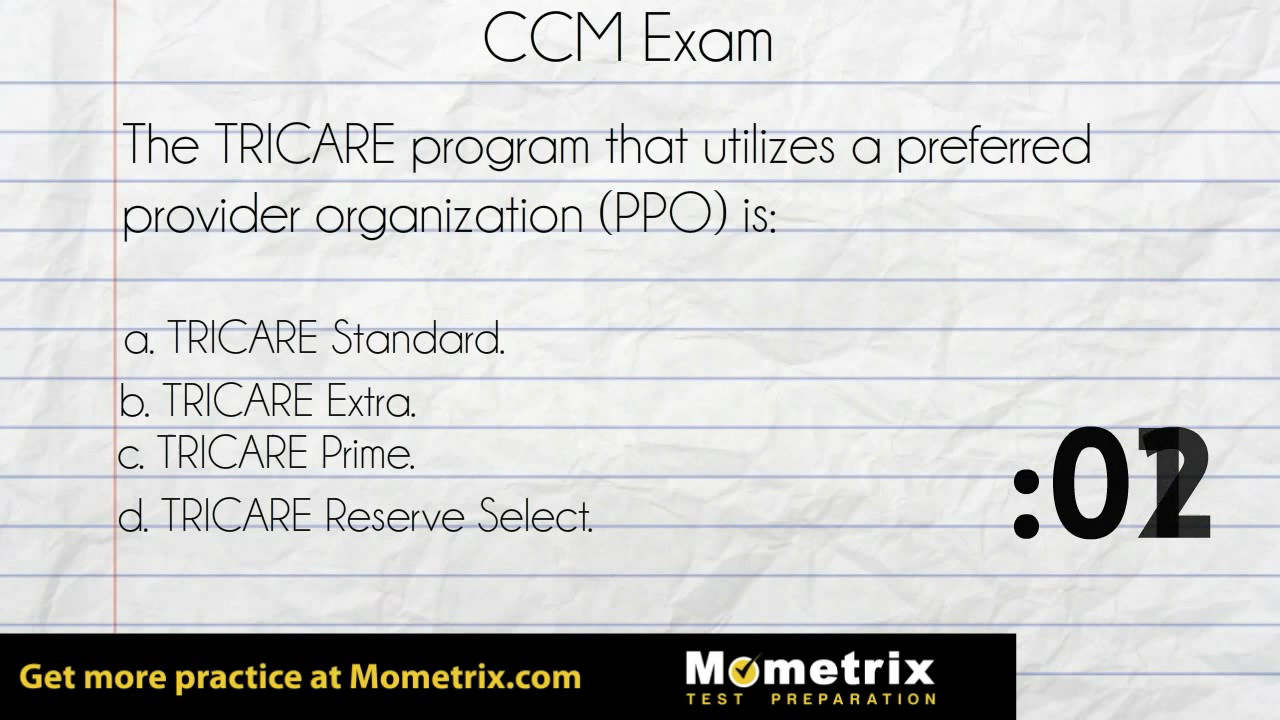 CCM Exam
The TRICARE program that utilizes a preferred
provider organization (PPO) is:
a. TRICARE Standard.
b. TRICARE Extra.
c. TRICARE Prime.
d. TRICARE Reserve Select.
Get more practice at Mometrix.com
Mometrix
TEST PREPARATION